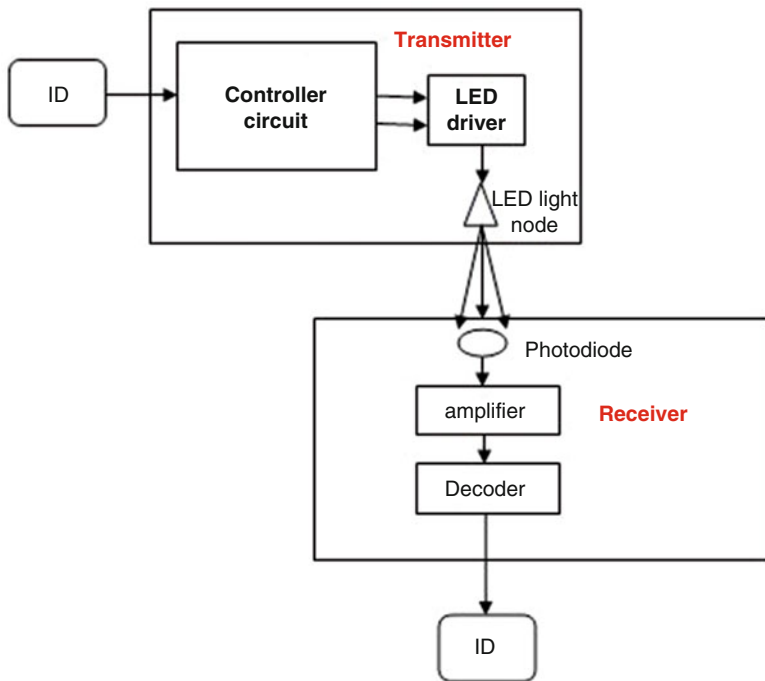 Transmitter
ID
Controller
circuit
LED
driver
LED light
node
Photodiode
amplifier
Receiver
Decoder
ID